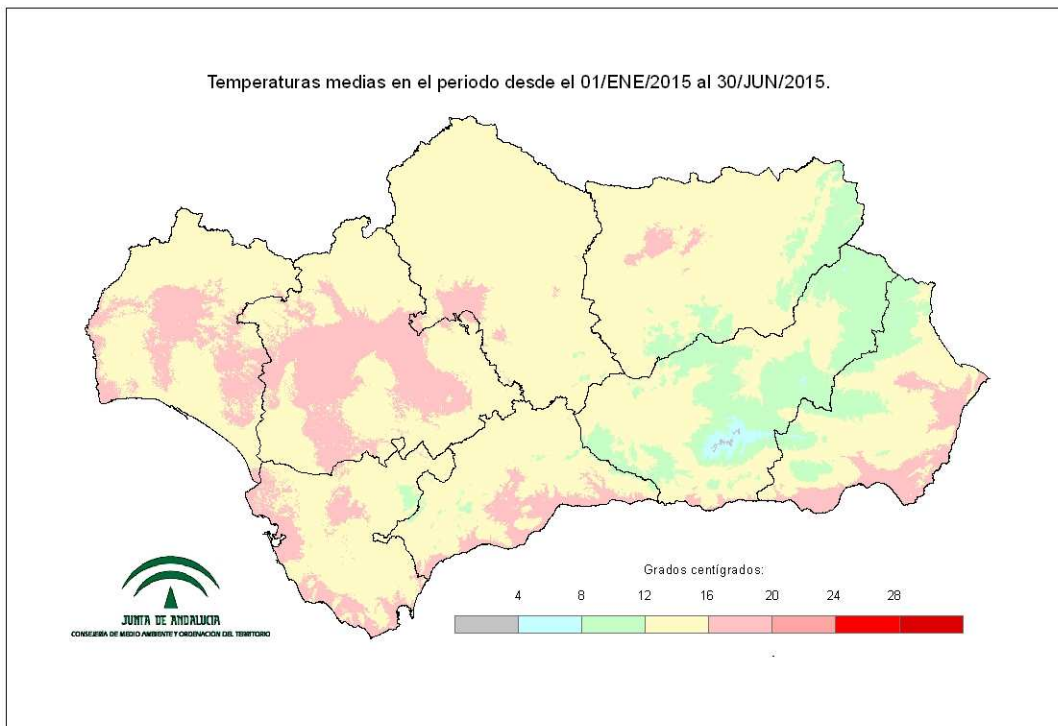 Temperaturas medias en el periodo desde el 01/ENE/2015 al 30/JUN/2015.
Grados centígrados:
4 8 12 16 20 24 28
JUNTA DE ANDALUCIA
CONSEJERÍA DE MEDIO AMBIENTE Y ORDENACIÓN DEL TERRITORIO